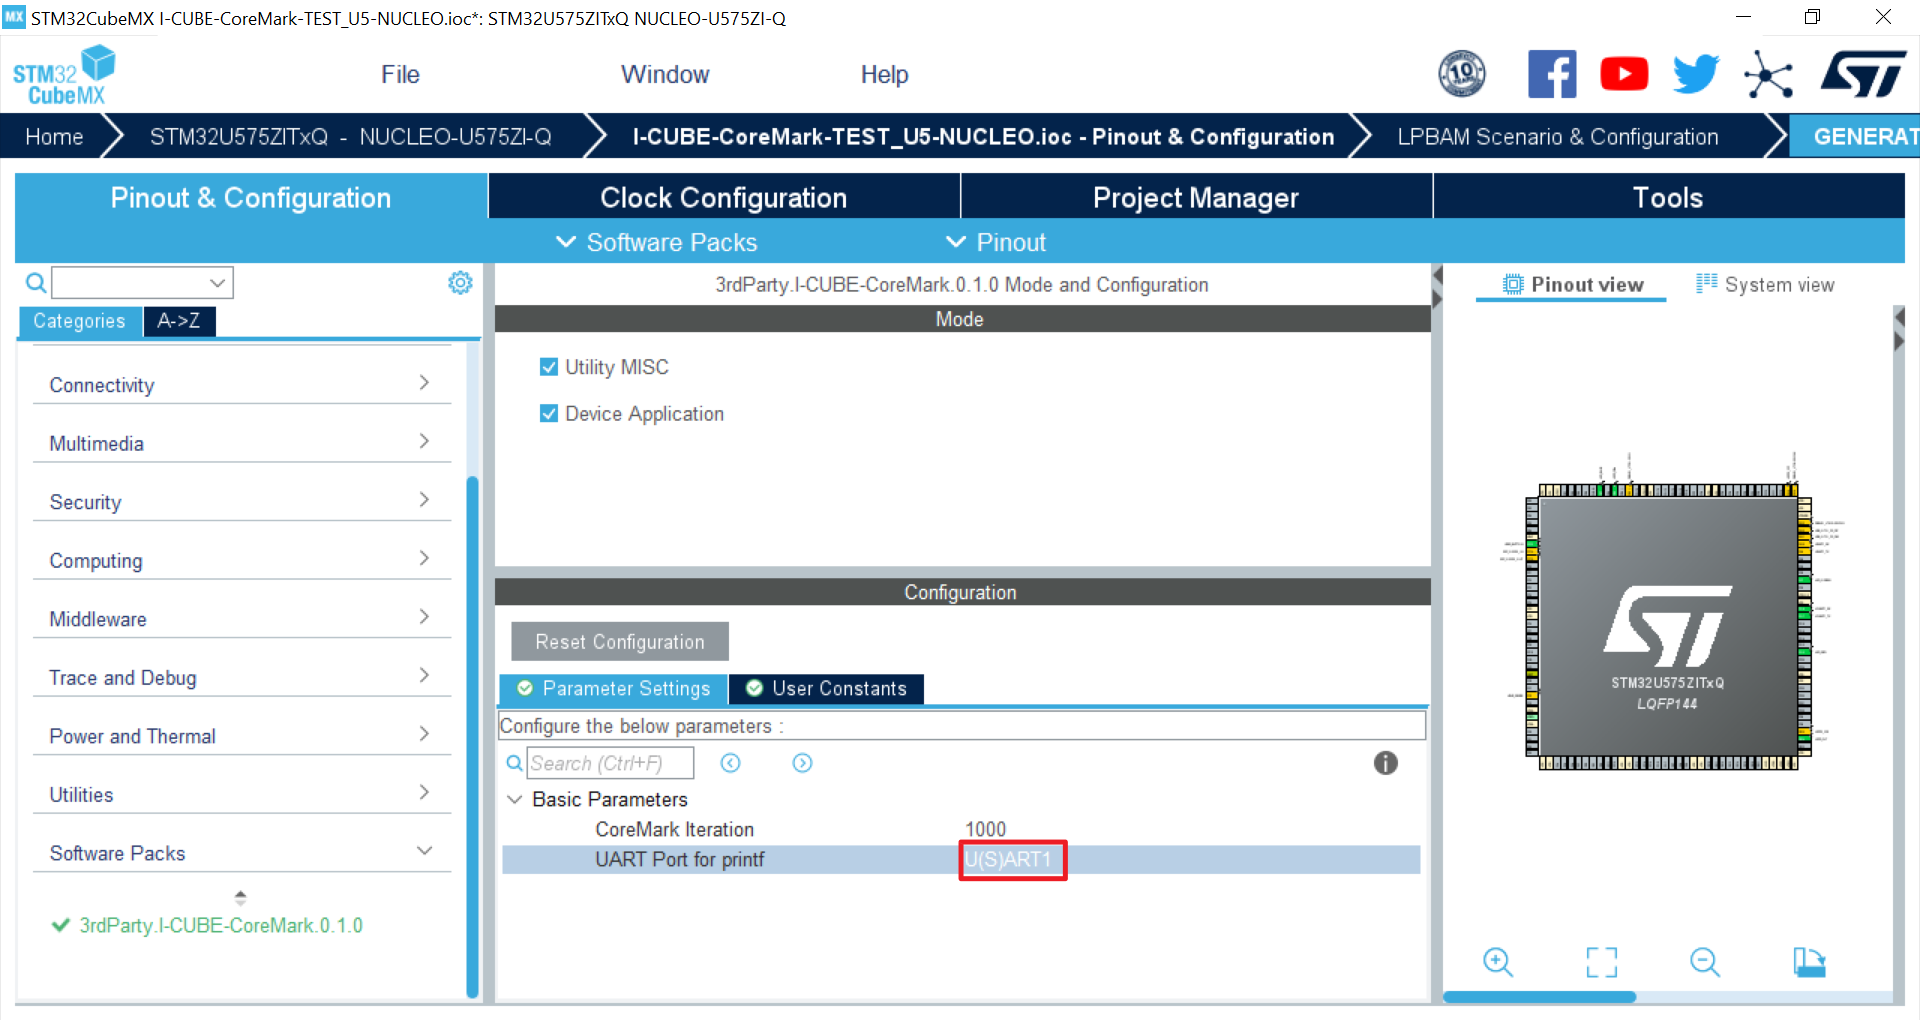 MX STM32CubeMX I-CUBE-CoreMark-TEST_U5-NUCLEO.ioc*: STM32U575ZITxQ NUCLEO-U575ZI-Q
STM32
CubeMX
File
Window
Help
10
Home
STM32U575ZITxQ - NUCLEO-U575ZI-Q
I-CUBE-CoreMark-TEST_U5-NUCLEO.ioc - Pinout & Configuration
LPBAM Scenario & Configuration
GENERAT
Pinout & Configuration
Clock Configuration
Project Manager
Tools
Software Packs
Pinout
Categories
A->Z
Connectivity
Multimedia
Security
Computing
Middleware
Trace and Debug
Power and Thermal
Utilities
Software Packs
3rdParty.I-CUBE-CoreMark.0.1.0
3rdParty.I-CUBE-CoreMark.0.1.0 Mode and Configuration
Mode
Utility MISC
Device Application
Configuration
Reset Configuration
Parameter Settings
User Constants
Configure the below parameters :
Search (Ctrl+F)
Basic Parameters
CoreMark Iteration 1000
UART Port for printf U(S)ART1
Pinout view
System view
STM32U575ZITxQ
LQFP144